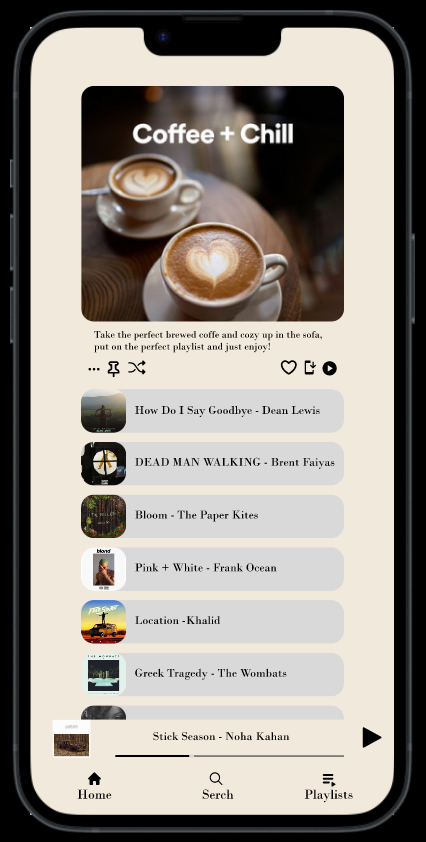 Coffee + Chill
Take the perfect brewed coffe and cozy up in the sofa,
put on the perfect playlist and just enjoy!
How Do I Say Goodbye - Dean Lewis
DEAD MAN WALKING - Brent Faiyas
Bloom - The Paper Kites
blond
Pink + White - Frank Ocean
Location -Khalid
THE WOMBATS
Greek Tragedy - The Wombats
Stick Season - Noha Kahan
Home
Serch
Playlists